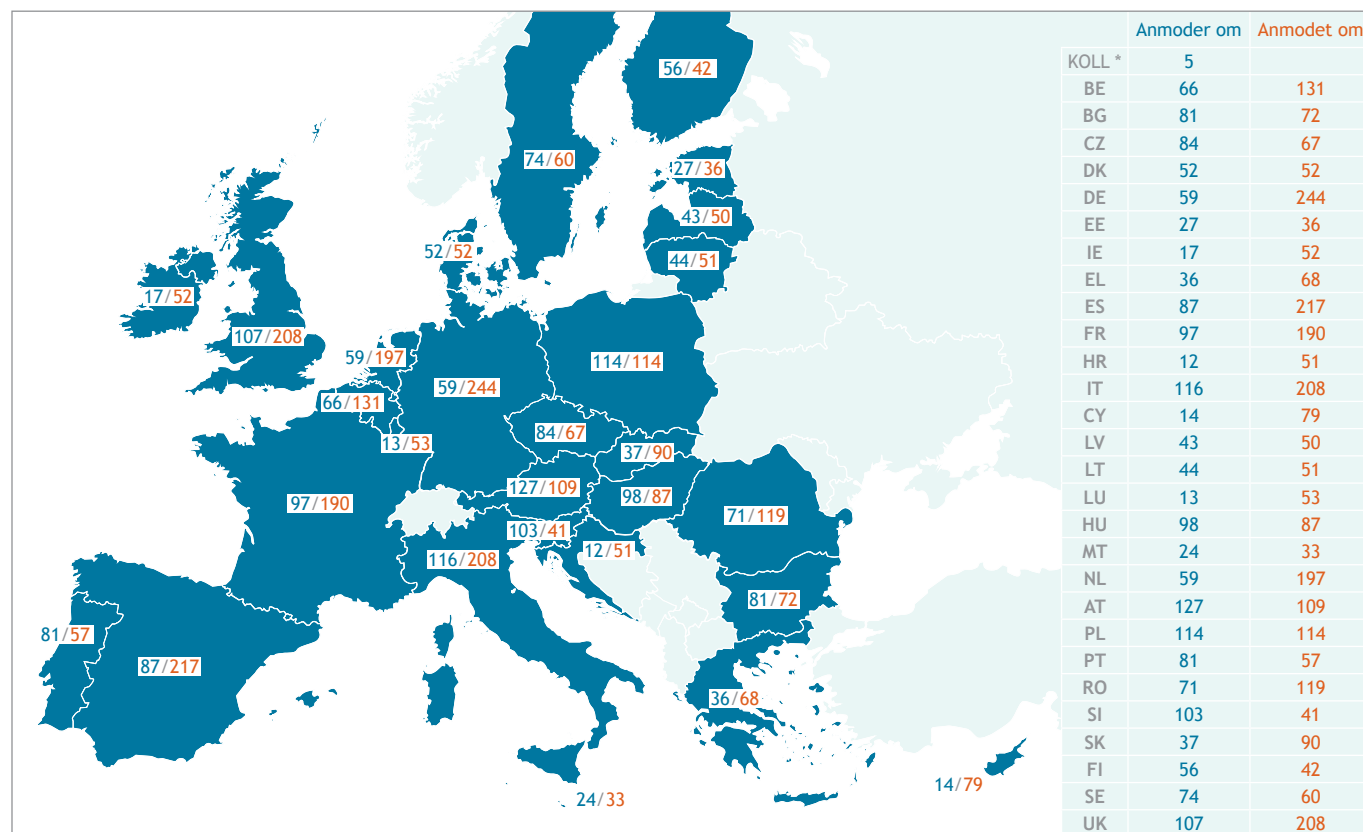 56/42
74/60
27/36
43/50
52/52
44/51
17/52
107/208
59/197
114/114
59/244
66/131
84/67
13/53
37/90
127/109
98/87
97/190
71/119
103/41
12/51
116/208
81/72
81/57
87/217
36/68
14/79
24/33
Anmoder om Anmodet om
KOLL * 5
BE 66 131
BG 81 72
CZ 84 67
DK 52 52
DE 59 244
EE 27 36
IE 17 52
EL 36 68
ES 87 217
FR 97 190
HR 12 51
IT 116 208
CY 14 79
LV 43 50
LT 44 51
LU 13 53
HU 98 87
MT 24 33
NL 59 197
AT 127 109
PL 114 114
PT 81 57
RO 71 119
SI 103 41
SK 37 90
FI 56 42
SE 74 60
UK 107 208